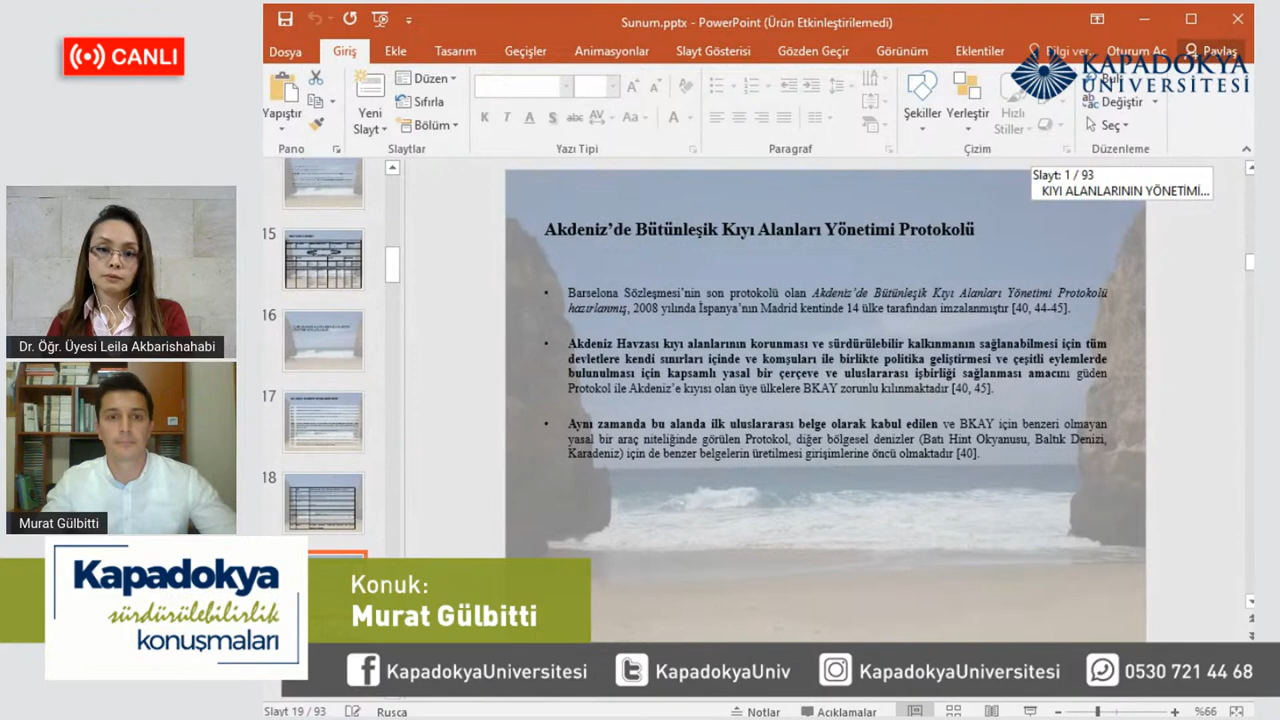 CANLI
Sunum.pptx - PowerPoint (Ürün Etkinleştirilemedi)
Dosya Giriş Ekle Tasarım Geçişler Animasyonlar Slayt Gösterisi Gözden Geçir Görünüm Eklentiler Bilgi ver. Oturum Aç Paylaş
KAPADOKYA
ÜNİVERSİTESİ
Yapıştır
Yeni
Slayt
Düzen
Sıfırla
Bölüm
K T A S abc AV Aa A
Şekiller Yerleştir Hızlı
Stiller
Bul
Değiştir
Seç
Pano Slaytlar Yazı Tipi Paragraf Çizim Düzenleme
Slayt: 1 / 93
KIYI ALANLARININ YÖNETİMİ...
15
16
17
18
Akdeniz’de Bütünleşik Kıyı Alanları Yönetimi Protokolü
• Barselona Sözleşmesi’nin son protokolü olan Akdeniz’de Bütünleşik Kıyı Alanları Yönetimi Protokolü
hazırlanmış, 2008 yılında İspanya’nın Madrid kentinde 14 ülke tarafından imzalanmıştır [40, 44-45].
• Akdeniz Havzası kıyı alanlarının korunması ve sürdürülebilir kalkınmanın sağlanabilmesi için tüm
devletlere kendi sınırları içinde ve komşuları ile birlikte politika geliştirmesi ve çeşitli eylemlerde
bulunulması için kapsamlı yasal bir çerçeve ve uluslararası işbirliği sağlanması amacını güden
Protokol ile Akdeniz’e kıyısı olan üye ülkelere BKAY zorunlu kılınmaktadır [40, 45].
• Aynı zamanda bu alanda ilk uluslararası belge olarak kabul edilen ve BKAY için benzeri olmayan
yasal bir araç niteliğinde görülen Protokol, diğer bölgesel denizler (Batı Hint Okyanusu, Baltık Denizi,
Karadeniz) için de benzer belgelerin üretilmesi girişimlerine öncü olmaktadır [40].
Dr. Öğr. Üyesi Leila Akbarishahabi
Murat Gülbitti
Kapadokya
sürdürülebilirlik
konuşmaları
Konuk:
Murat Gülbitti
KapadokyaUniversitesi KapadokyaUniv KapadokyaUniversitesi 0530 721 44 68
Slayt 19 / 93 Rusça Notlar Açıklamalar %66